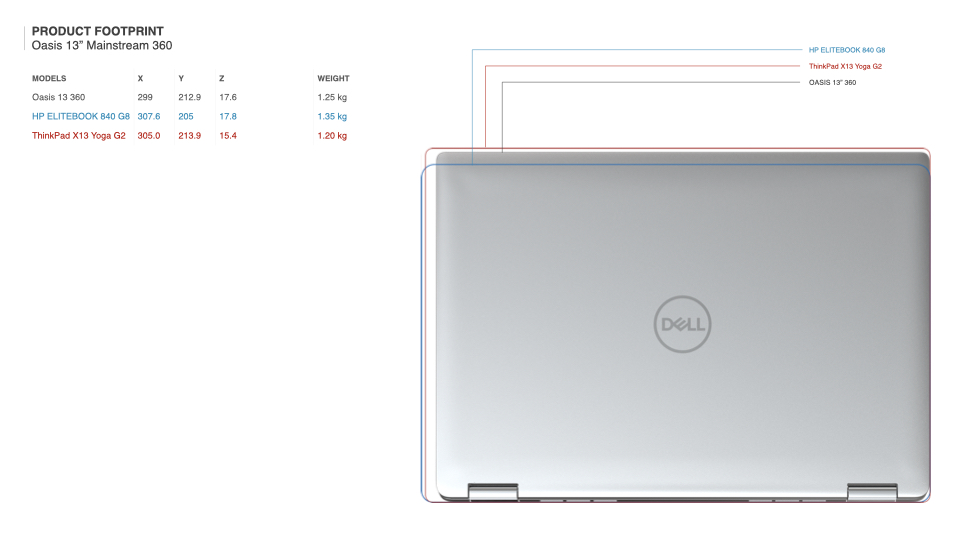 PRODUCT FOOTPRINT
Oasis 13” Mainstream 360
MODELS X Y Z WEIGHT
Oasis 13 360 299 212.9 17.6 1.25 kg
HP ELITEBOOK 840 G8 307.6 205 17.8 1.35 kg
ThinkPad X13 Yoga G2 305.0 213.9 15.4 1.20 kg
HP ELITEBOOK 840 G8
ThinkPad X13 Yoga G2
OASIS 13” 360
DELL